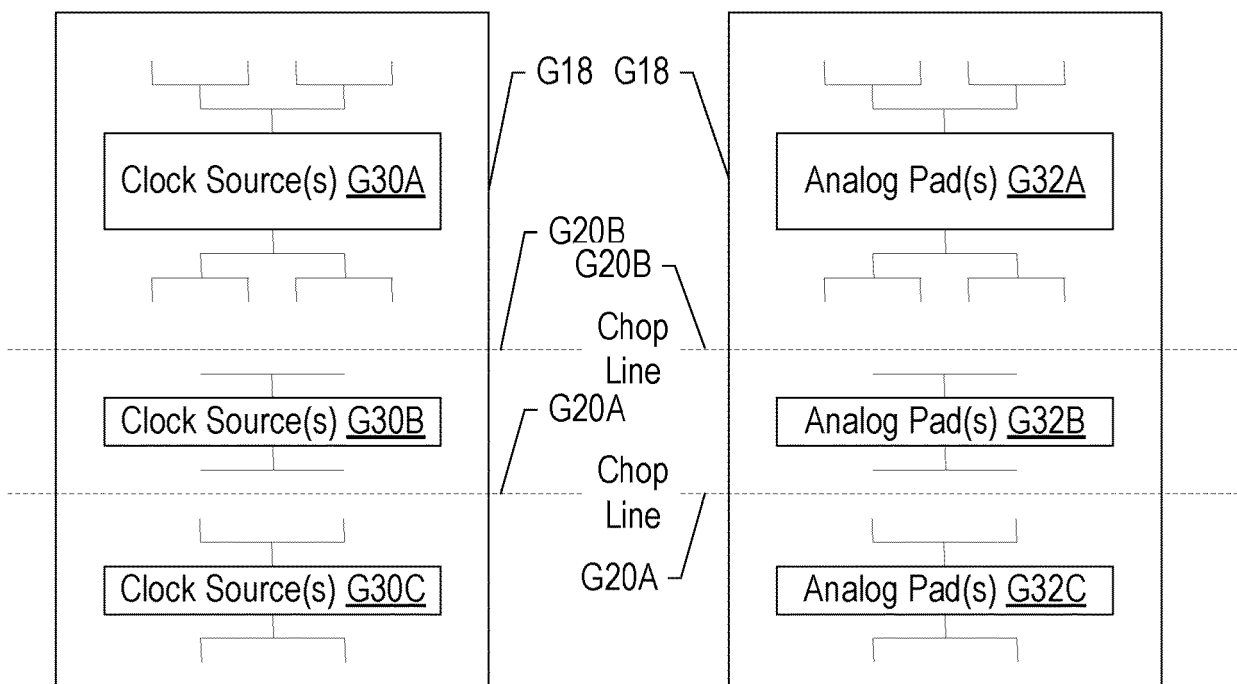 G18 G18
Clock Source(s) G30A
Analog Pad(s) G32A
G20B
G20B
Chop
Line
Clock Source(s) G30B
G20A
Analog Pad(s) G32B
Chop
Line
G20A
Clock Source(s) G30C
Analog Pad(s) G32C